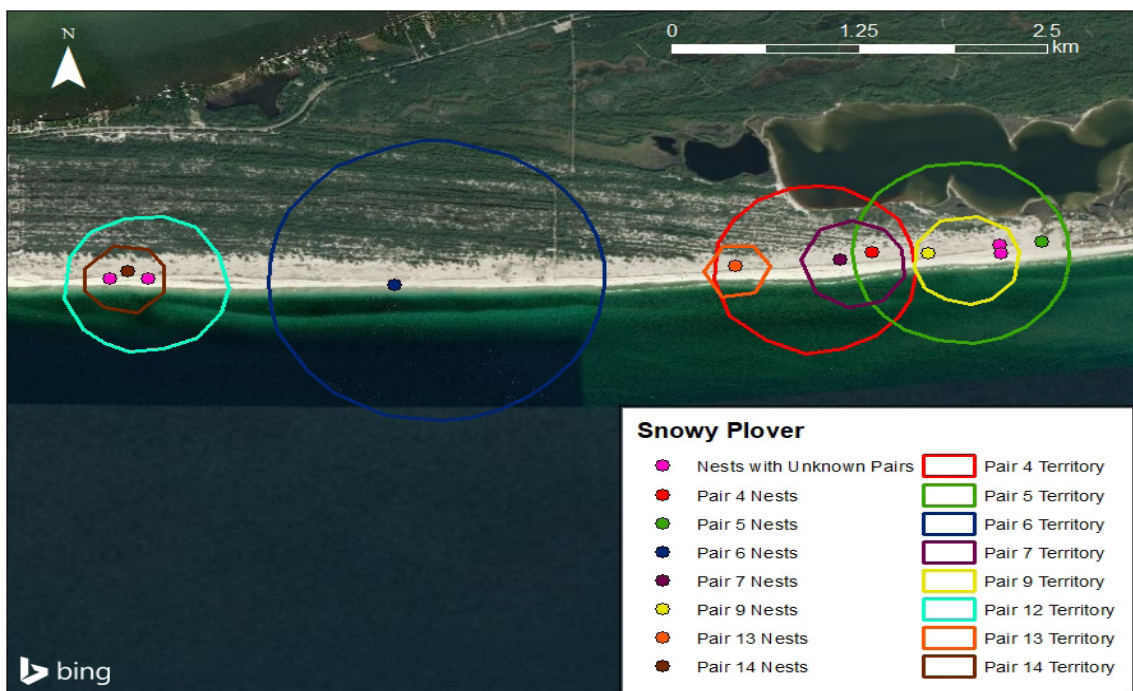 N
0 1.25 2.5
km
Snowy Plover
Nests with Unknown Pairs
Pair 4 Nests
Pair 5 Nests
Pair 6 Nests
Pair 7 Nests
Pair 9 Nests
Pair 13 Nests
Pair 14 Nests
Pair 4 Territory
Pair 5 Territory
Pair 6 Territory
Pair 7 Territory
Pair 9 Territory
Pair 12 Territory
Pair 13 Territory
Pair 14 Territory
bing